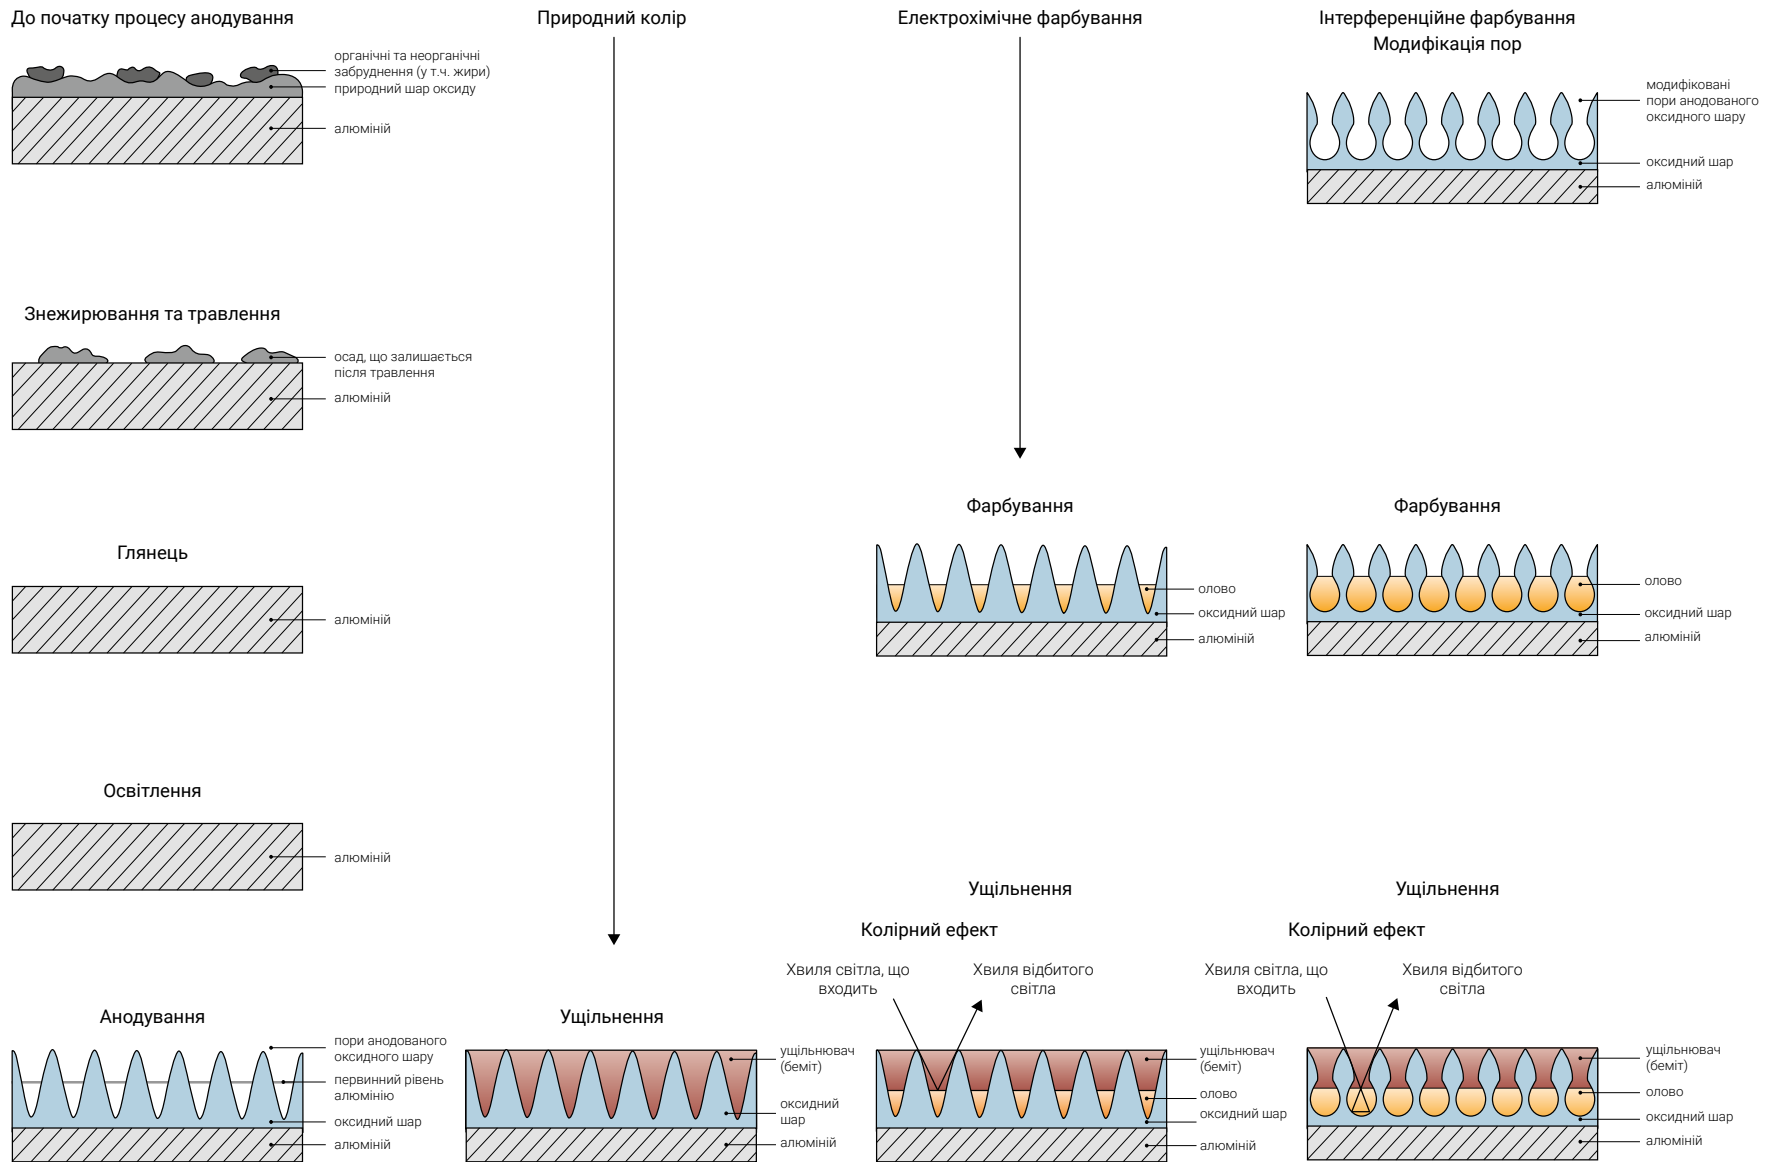 До початку процесу анодування
органічні та неорганічні
забруднення (у т.ч. жири)
природний шар оксиду
алюміній
Знежирювання та травлення
осад, що залишається
після травлення
алюміній
Глянець
алюміній
Освітлення
алюміній
Анодування
пори анодованого
оксидного шару
первинний рівень
алюмінію
оксидний шар
алюміній
Природний колір
Ущільнення
ущільнювач
(беміт)
оксидний
шар
алюміній
Електрохімічне фарбування
Фарбування
олово
оксидний шар
алюміній
Ущільнення
Колірний ефект
Хвиля світла, що
входить
Хвиля відбитого
світла
ущільнювач
(беміт)
олово
оксидний шар
алюміній
Інтерференційне фарбування
Модифікація пор
модифіковані
пори анодованого
оксидного шару
оксидний шар
алюміній
Фарбування
олово
оксидний шар
алюміній
Ущільнення
Колірний ефект
Хвиля світла, що
входить
Хвиля відбитого
світла
ущільнювач
(беміт)
олово
оксидний шар
алюміній